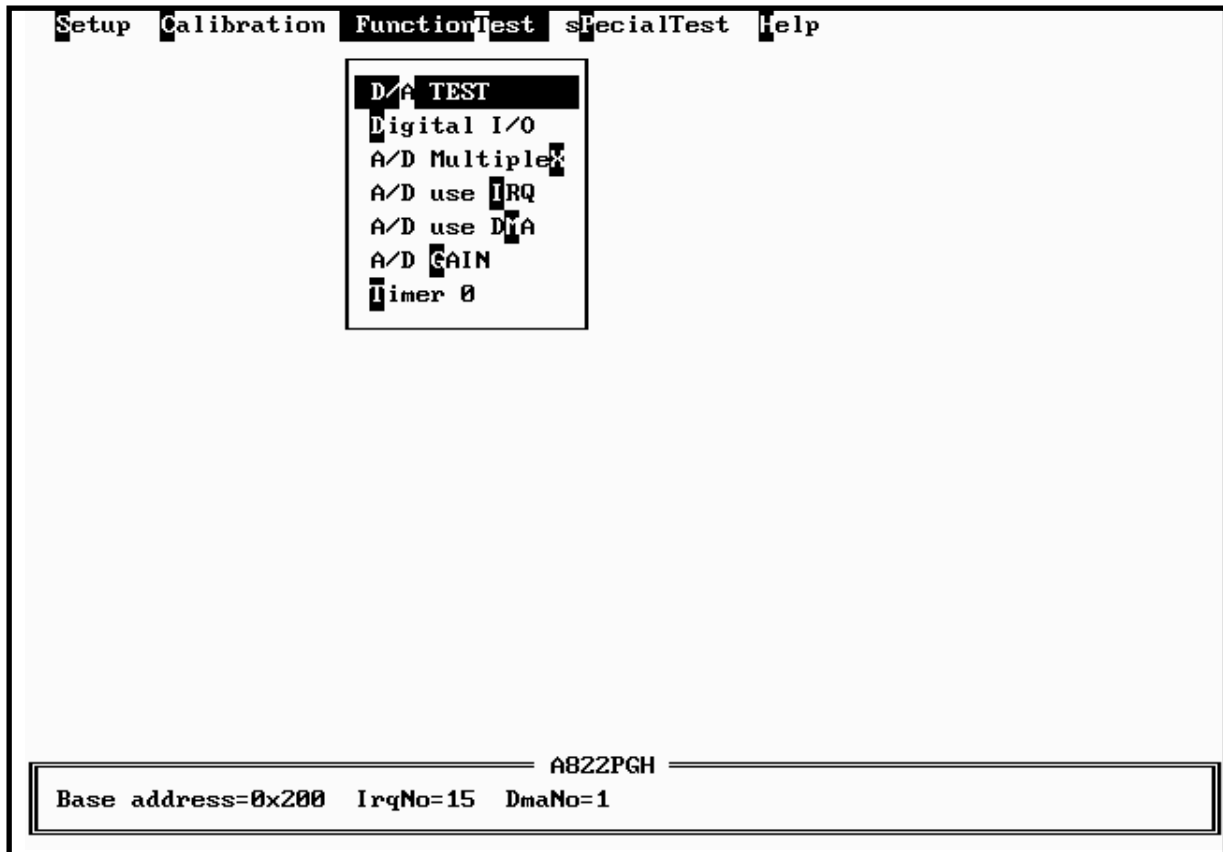 Setup Calibration FunctionTest sPecialTest Help
D/A TEST
Digital I/O
A/D MultipleX
A/D use IRQ
A/D use DMA
A/D GAIN
Timer 0
A822PGH
Base address=0x200 IrqNo=15 DmaNo=1